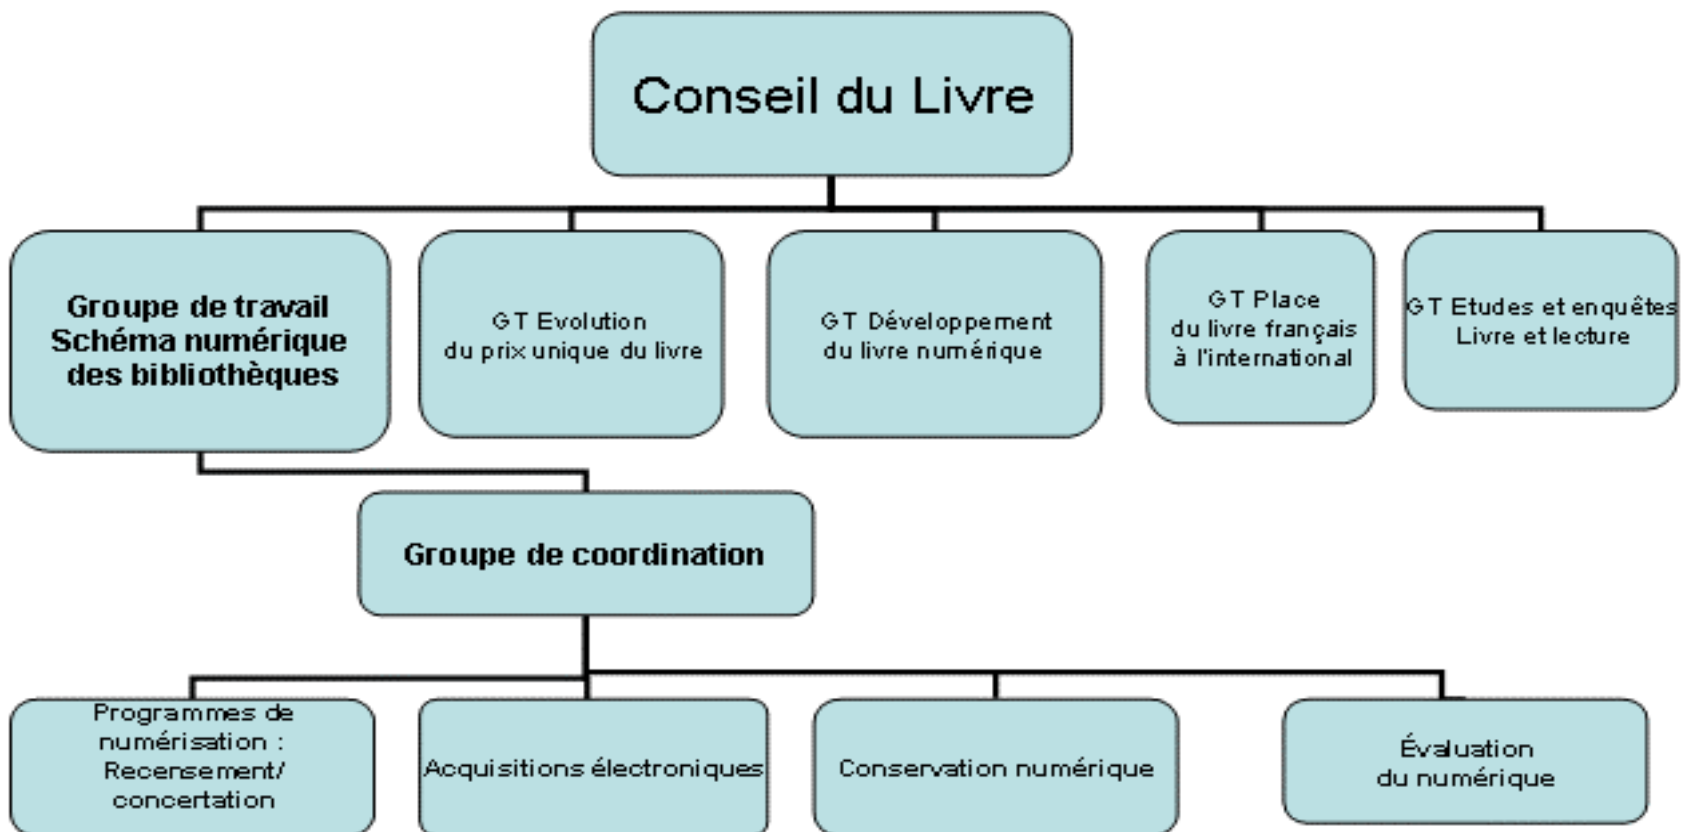 Conseil du Livre
Groupe de travail
Schéma numérique
des bibliothèques
GT Evolution
du prix unique du livre
GT Développement
du livre numérique
GT Place
du livre français
à l'international
GT Etudes et enquêtes
Livre et lecture
Groupe de coordination
Programmes de
numérisation :
Recensement/
concertation
Acquisitions électroniques
Conservation numérique
Évaluation
du numérique